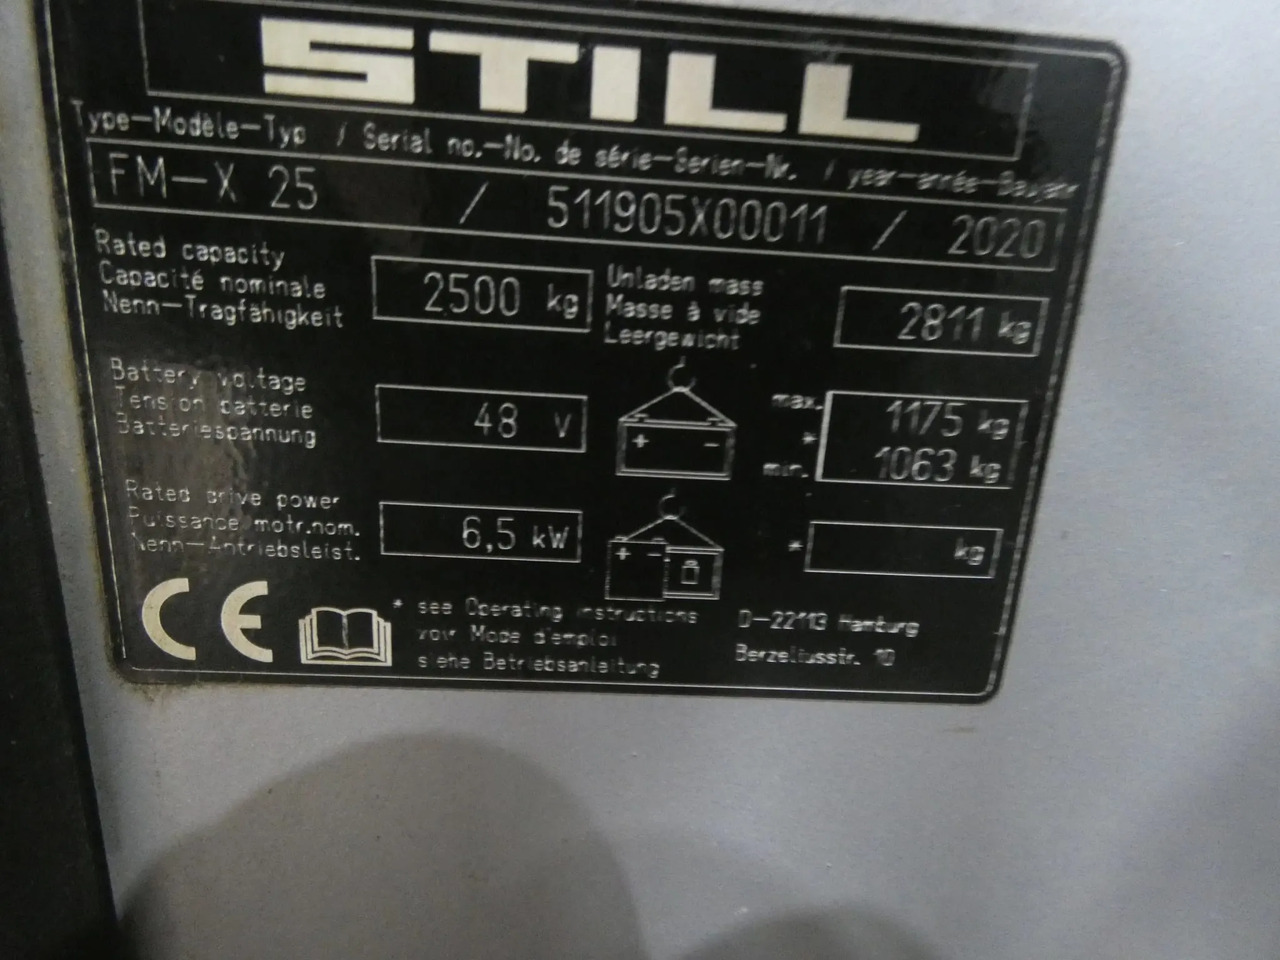 STILL
Type-Modèle-Typ / Serial no.-No. de série-Serien-Nr. / year-année-Baujahr
FM-X 25 / 511905X00011 / 2020
Rated capacity
Capacité nominale
Nenn-Tragfähigkeit
2500 kg
Unladen mass
Masse à vide
Leergewicht
2811 kg
Battery voltage
Tension batterie
Batteriespannung
48 V
+ -
max.
*
min.
1175 kg
1063 kg
Rated drive power
Puissance motr.nom.
Nenn-Antriebsleist.
6,5 kW
+ -
* kg
CE
* see Operating instructions
voir Mode d'emploi
siehe Betriebsanleitung
D-22113 Hamburg
Berzeliusstr. 10